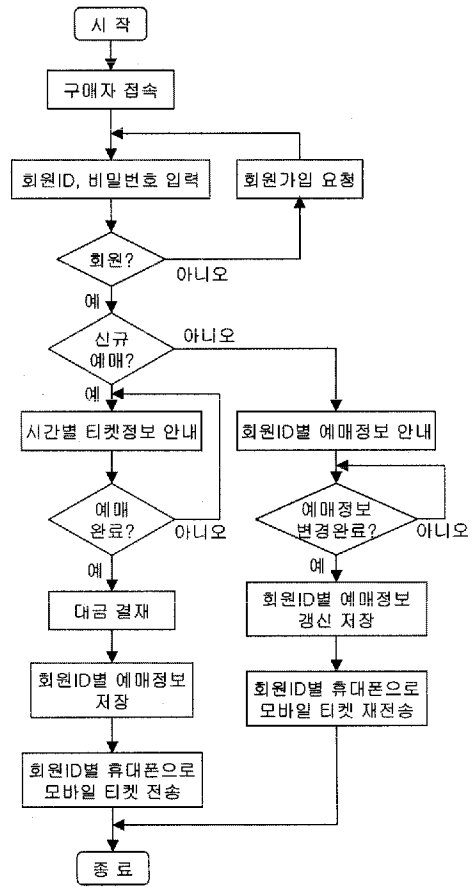 시 작
구매자 접속
회원ID, 비밀번호 입력
회원가입 요청
회원?
아니오
예
신규
예매?
아니오
예
시간별 티켓정보 안내
회원ID별 예매정보 안내
예매
완료?
아니오
예매정보
변경완료?
아니오
예
예
대금 결재
회원ID별 예매정보
갱신 저장
회원ID별 예매정보
저장
회원ID별 휴대폰으로
모바일 티켓 재전송
회원ID별 휴대폰으로
모바일 티켓 전송
종 료